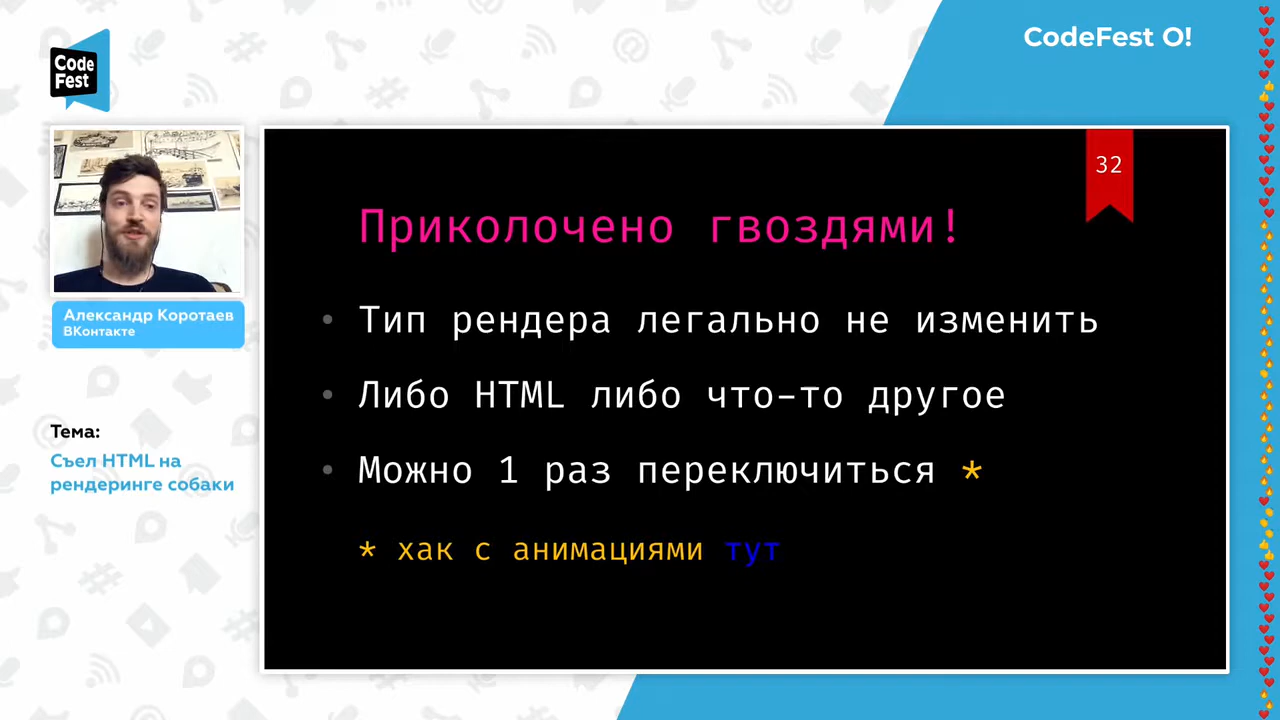 Code
Fest
CodeFest O!
32
Приколочено гвоздями!
• Тип рендера легально не изменить
• Либо HTML либо что-то другое
• Можно 1 раз переключиться *
* хак с анимациями тут
Александр Коротаев
ВКонтакте
Тема:
Съел HTML на
рендеринге собаки